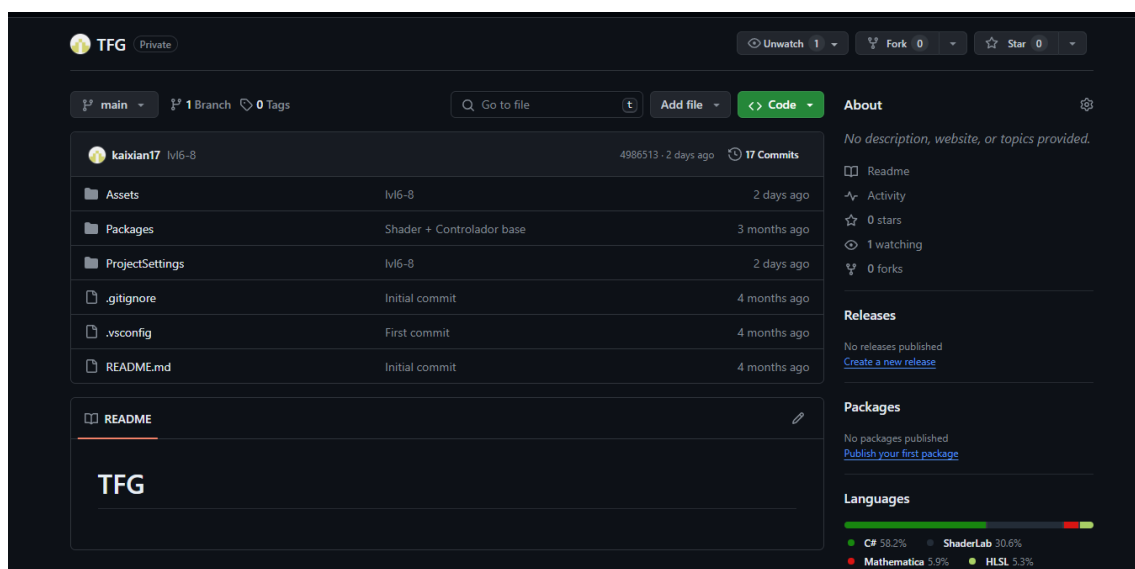 TFG Private Unwatch 1 Fork 0 Star 0
main 1 Branch 0 Tags Go to file t Add file Code
kaixian17 lvl6-8 4986513 · 2 days ago 17 Commits
Assets lvl6-8 2 days ago
Packages Shader + Controlador base 3 months ago
ProjectSettings lvl6-8 2 days ago
.gitignore Initial commit 4 months ago
.vsconfig First commit 4 months ago
README.md Initial commit 4 months ago
README
TFG
About
No description, website, or topics provided.
Readme
Activity
0 stars
1 watching
0 forks
Releases
No releases published
Create a new release
Packages
No packages published
Publish your first package
Languages
C# 58.2% ShaderLab 30.6%
Mathematica 5.9% HLSL 5.3%